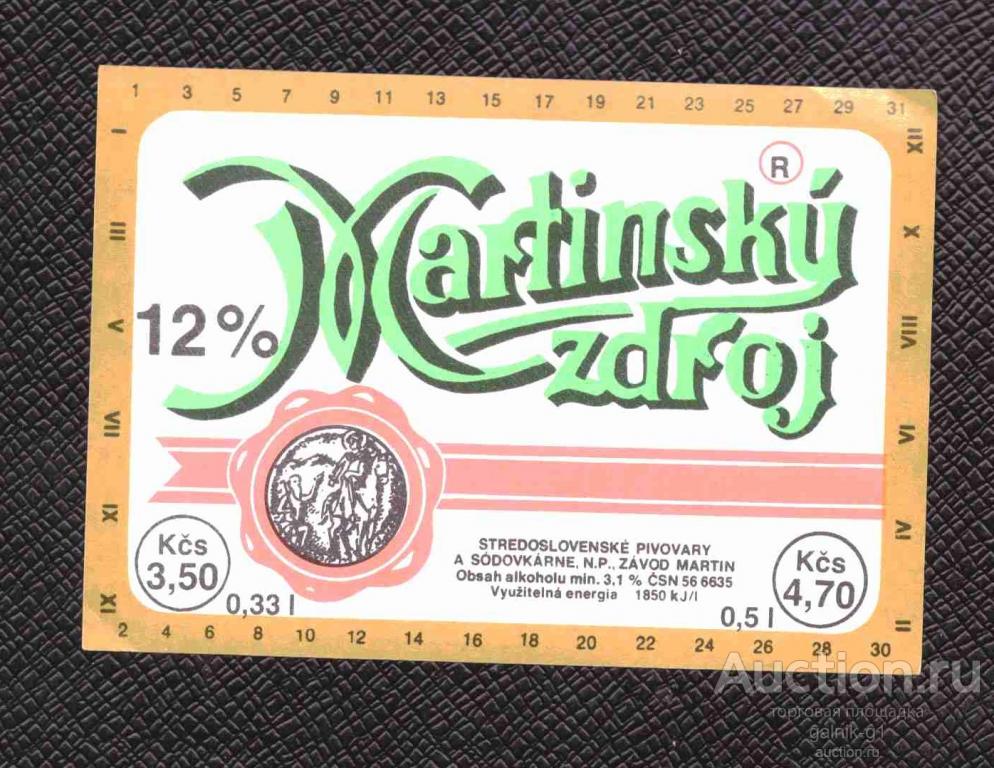 1 3 5 7 9 11 13 15 17 19 21 23 25 27 29 31
I III V VII XI IX
XII X VIII VI IV II
R
Martinský
zdroj
12%
STREDOSLOVENSKÉ PIVOVARY
A SÓDOVKÁRNE, N.P., ZÁVOD MARTIN
Obsah alkoholu min. 3,1 % ČSN 56 6635
Využitelná energia 1850 kJ/l
Kčs
3,50
0,33 l
Kčs
4,70
0,5 l
2 4 6 8 10 12 14 16 18 20 22 24 26 28 30
Auction.ru
торговая площадка
galnik-g1
auction.ru